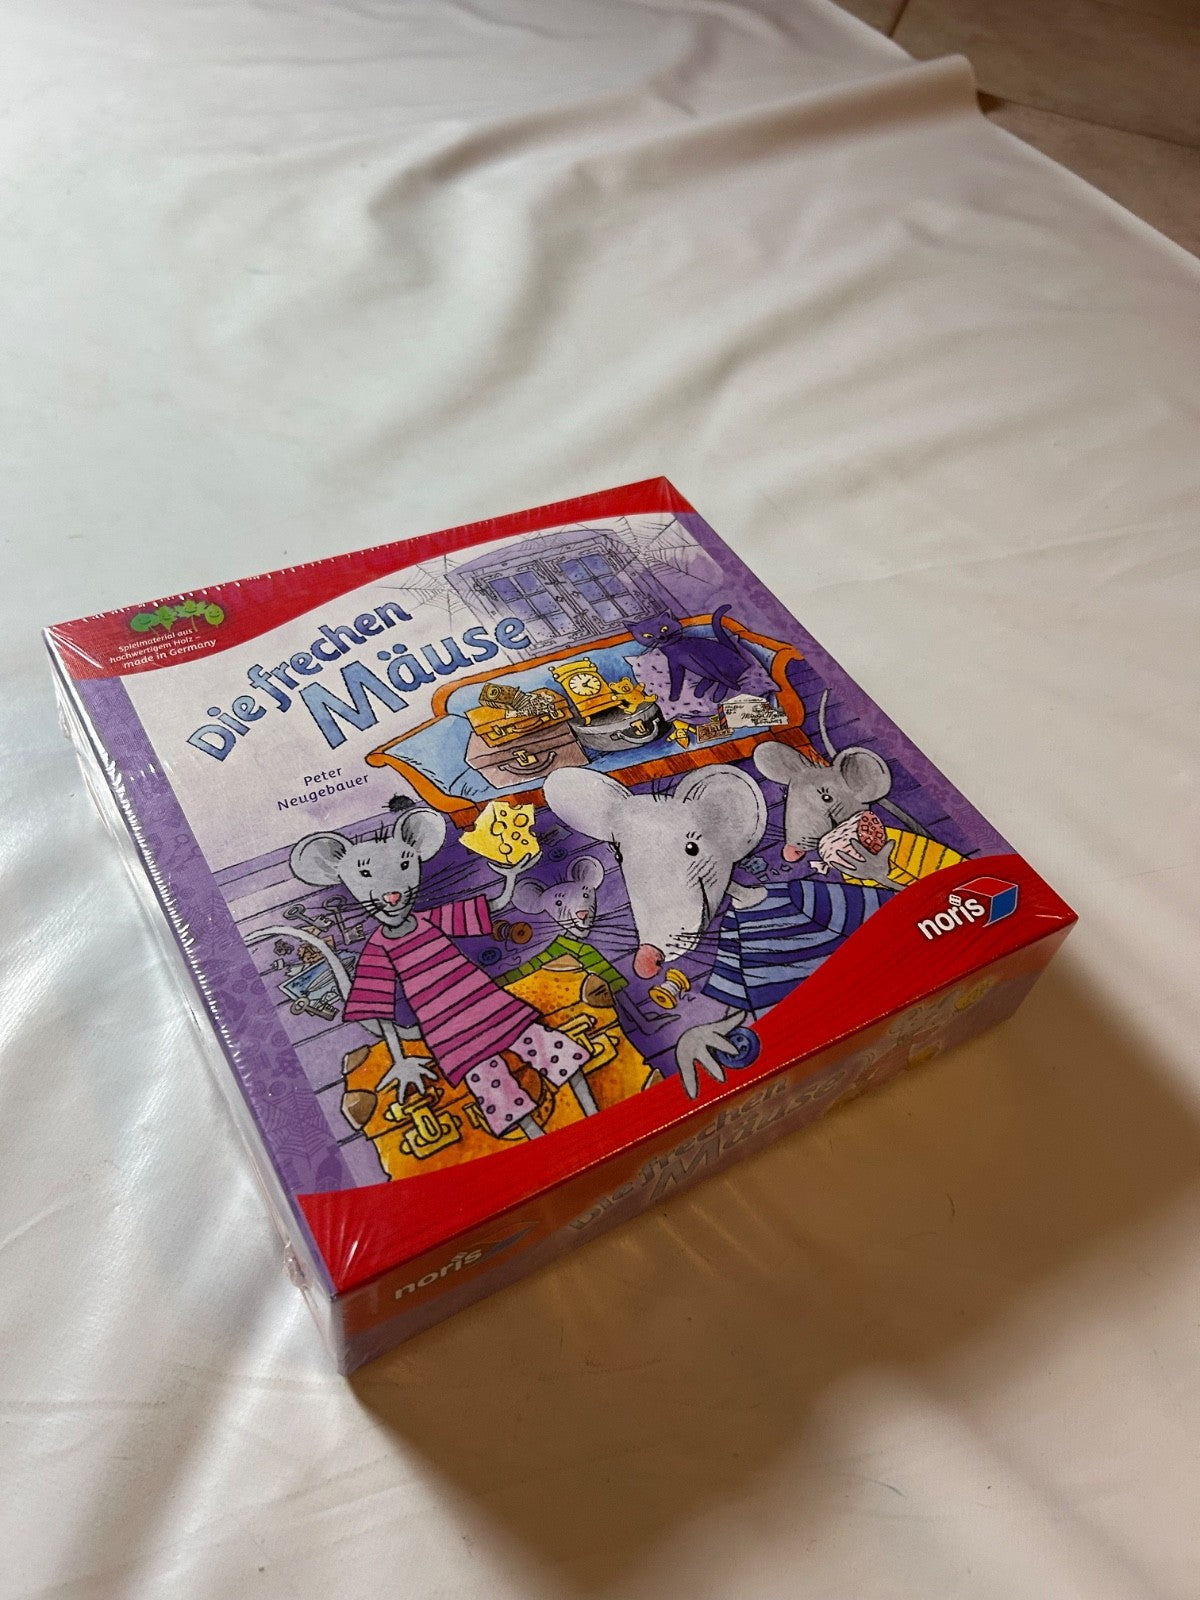 Spielmaterial aus
hochwertigem Holz –
made in Germany
Die frechen
Mäuse
Peter
Neugebauer
noris
noris
Die frechen
Mäuse